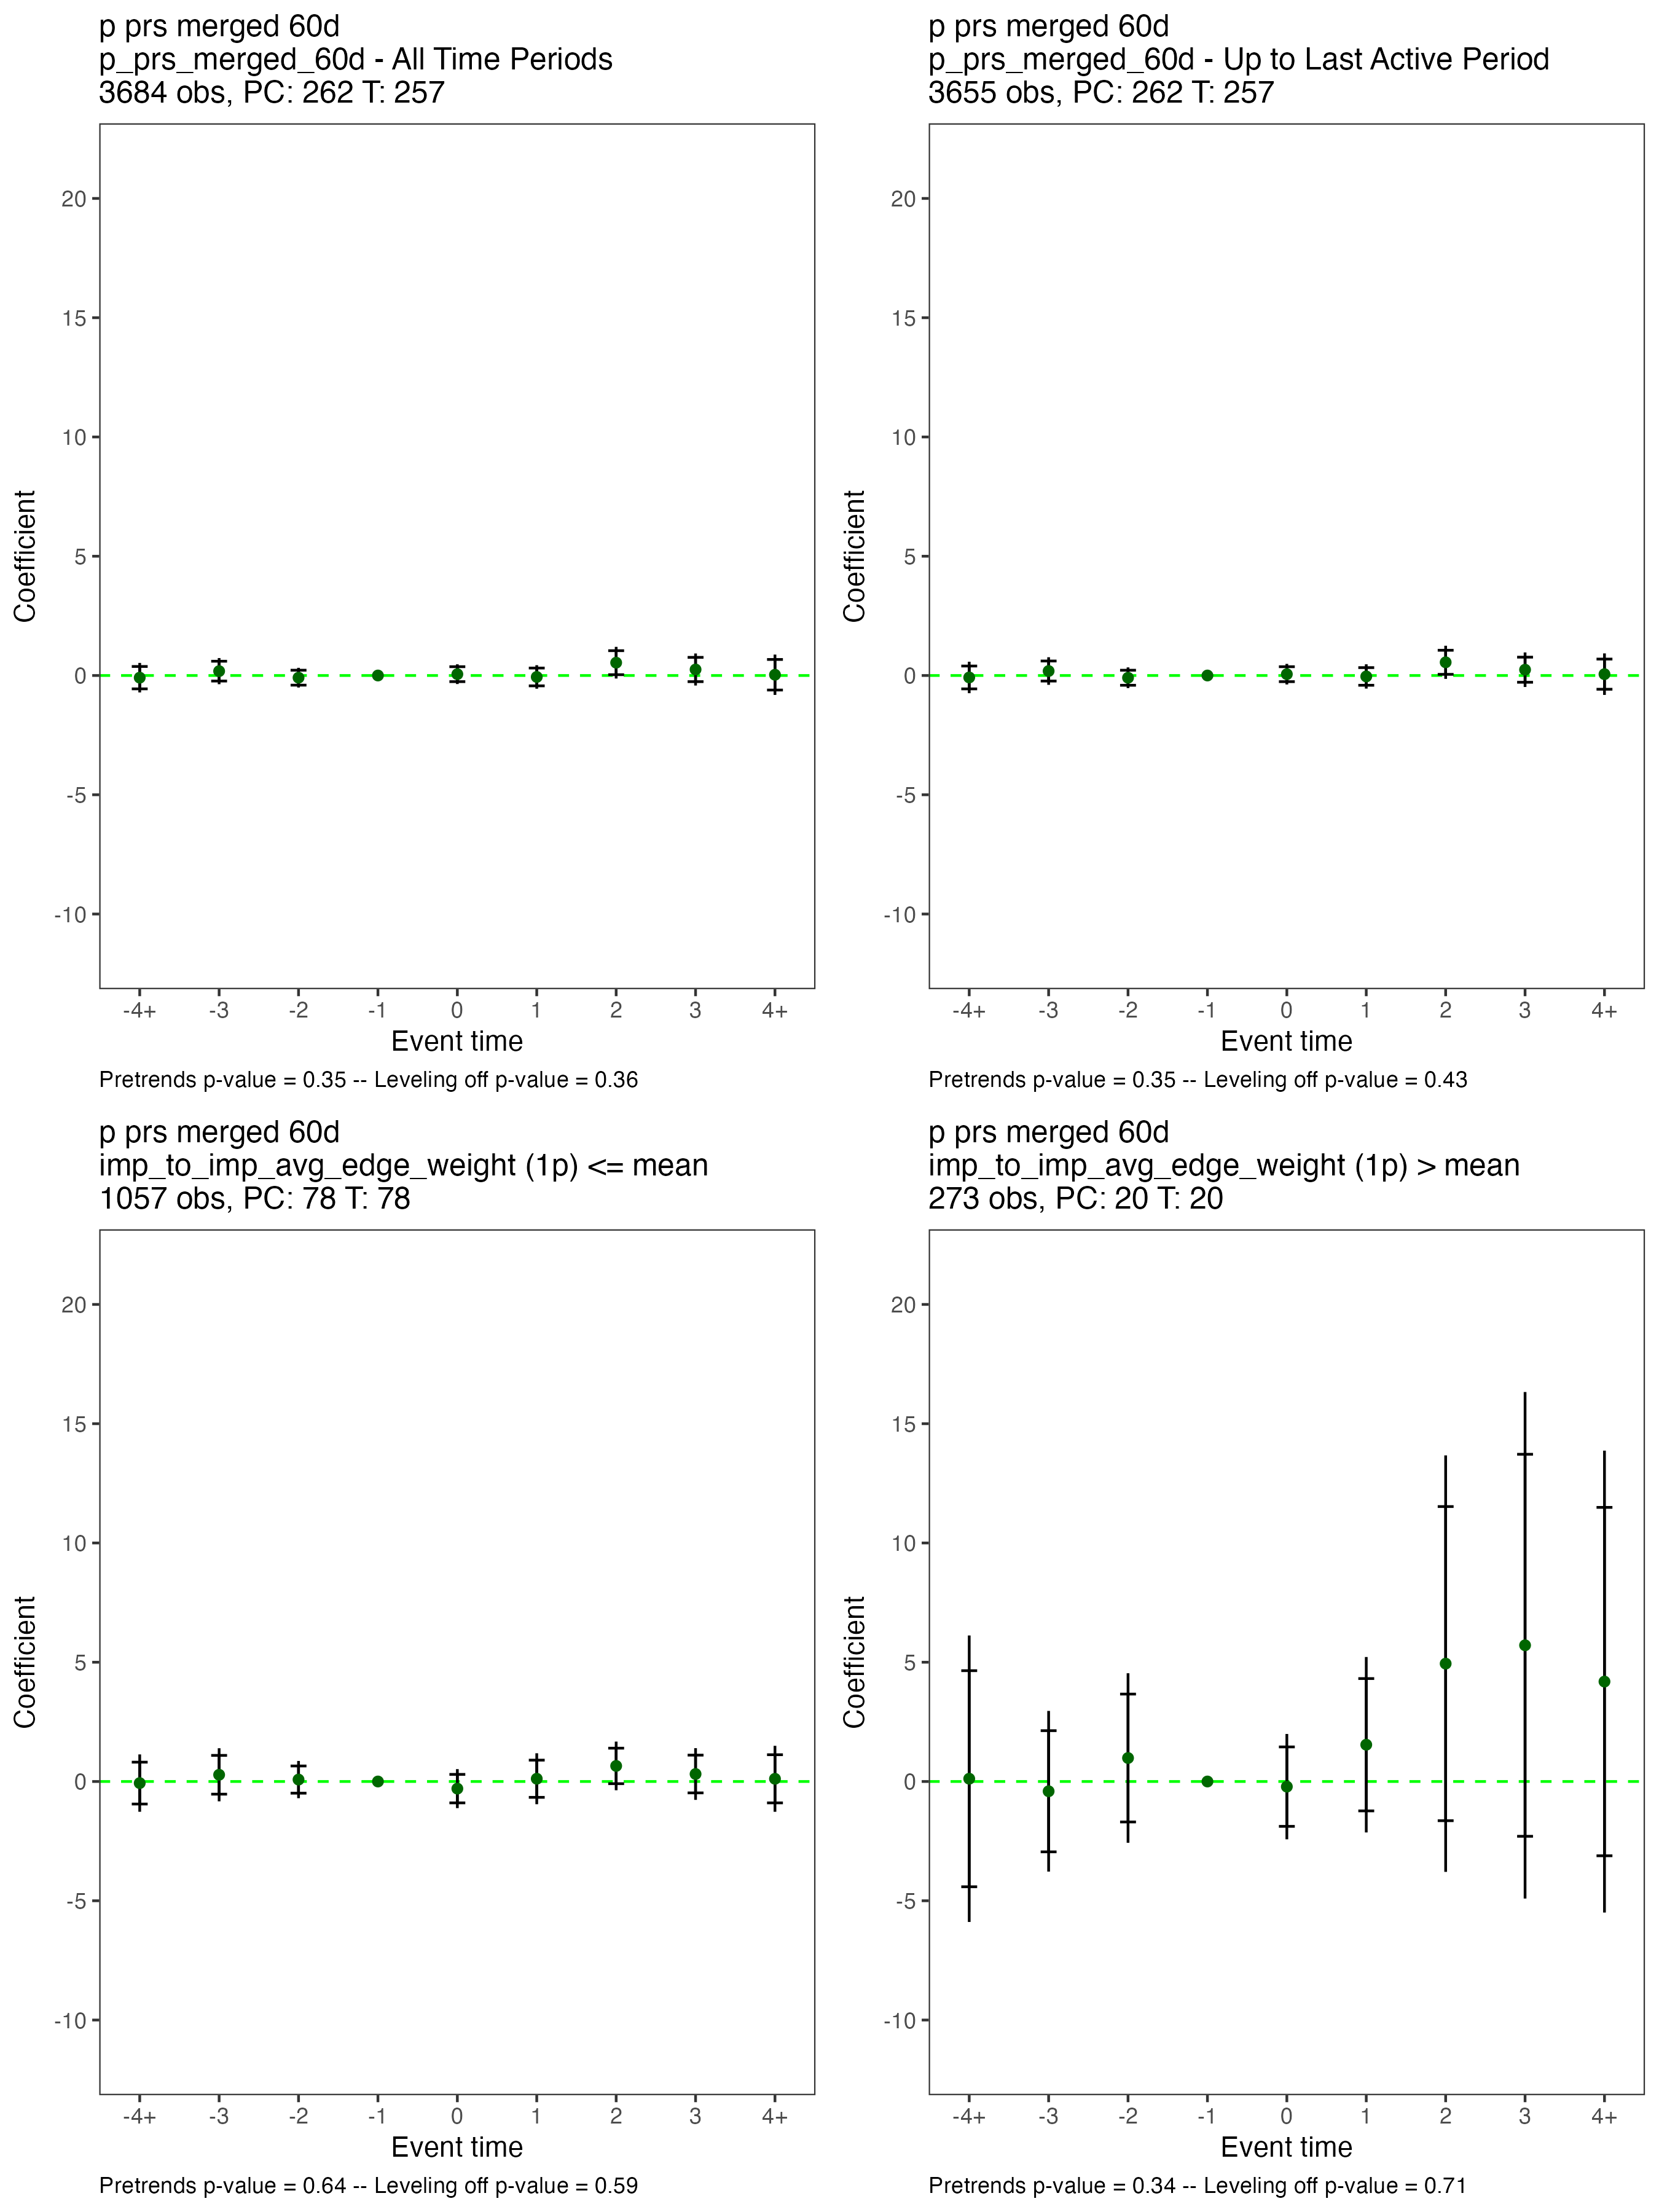 p prs merged 60d
p_prs_merged_60d - All Time Periods
3684 obs, PC: 262 T: 257
Coefficient
20
15
10
5
0
-5
-10
-4+ -3 -2 -1 0 1 2 3 4+
Event time
Pretrends p-value = 0.35 -- Leveling off p-value = 0.36
p prs merged 60d
p_prs_merged_60d - Up to Last Active Period
3655 obs, PC: 262 T: 257
Coefficient
20
15
10
5
0
-5
-10
-4+ -3 -2 -1 0 1 2 3 4+
Event time
Pretrends p-value = 0.35 -- Leveling off p-value = 0.43
p prs merged 60d
imp_to_imp_avg_edge_weight (1p) <= mean
1057 obs, PC: 78 T: 78
Coefficient
20
15
10
5
0
-5
-10
-4+ -3 -2 -1 0 1 2 3 4+
Event time
Pretrends p-value = 0.64 -- Leveling off p-value = 0.59
p prs merged 60d
imp_to_imp_avg_edge_weight (1p) > mean
273 obs, PC: 20 T: 20
Coefficient
20
15
10
5
0
-5
-10
-4+ -3 -2 -1 0 1 2 3 4+
Event time
Pretrends p-value = 0.34 -- Leveling off p-value = 0.71